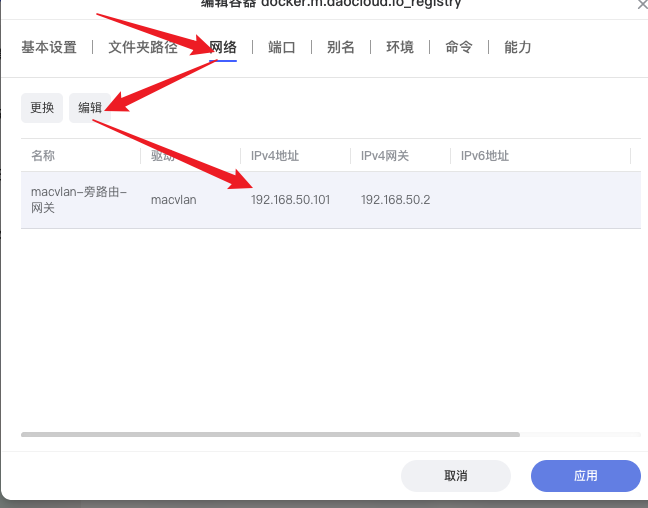 编辑容器 docker.m.daocloud.io_registry
基本设置 文件夹路径 网络 端口 别名 环境 命令 能力
更换 编辑
名称 驱动 IPv4地址 IPv4网关 IPv6地址
macvlan-旁路由-
网关 macvlan 192.168.50.101 192.168.50.2
取消 应用